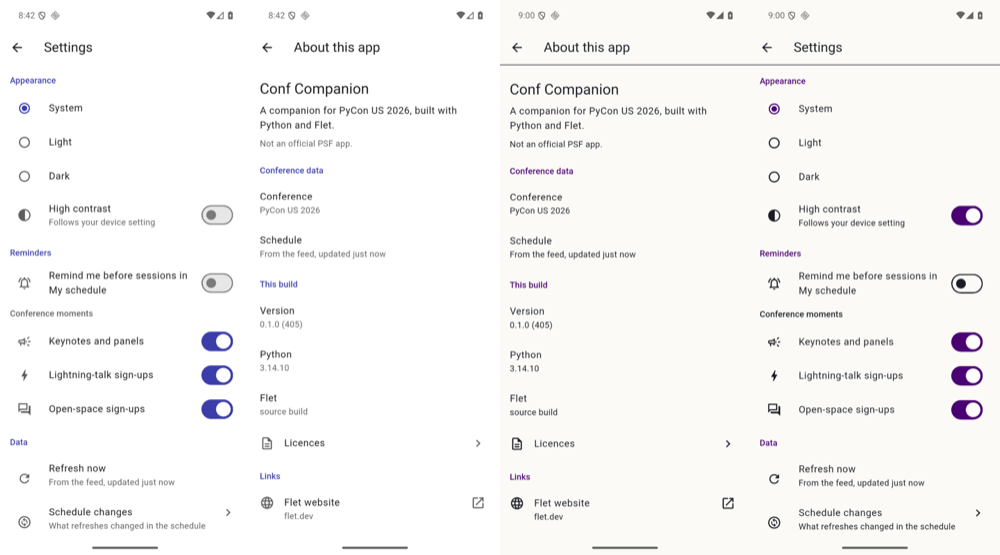 8:42
Settings
Appearance
System
Light
Dark
High contrast
Follows your device setting
Reminders
Remind me before sessions in
My schedule
Conference moments
Keynotes and panels
Lightning-talk sign-ups
Open-space sign-ups
Data
Refresh now
From the feed, updated just now
Schedule changes
What refreshes changed in the schedule
8:42
About this app
Conf Companion
A companion for PyCon US 2026, built with
Python and Flet.
Not an official PSF app.
Conference data
Conference
PyCon US 2026
Schedule
From the feed, updated just now
This build
Version
0.1.0 (405)
Python
3.14.10
Flet
source build
Licences
Links
Flet website
flet.dev
9:00
About this app
Conf Companion
A companion for PyCon US 2026, built with
Python and Flet.
Not an official PSF app.
Conference data
Conference
PyCon US 2026
Schedule
From the feed, updated just now
This build
Version
0.1.0 (405)
Python
3.14.10
Flet
source build
Licences
Links
Flet website
flet.dev
9:00
Settings
Appearance
System
Light
Dark
High contrast
Follows your device setting
Reminders
Remind me before sessions in
My schedule
Conference moments
Keynotes and panels
Lightning-talk sign-ups
Open-space sign-ups
Data
Refresh now
From the feed, updated just now
Schedule changes
What refreshes changed in the schedule